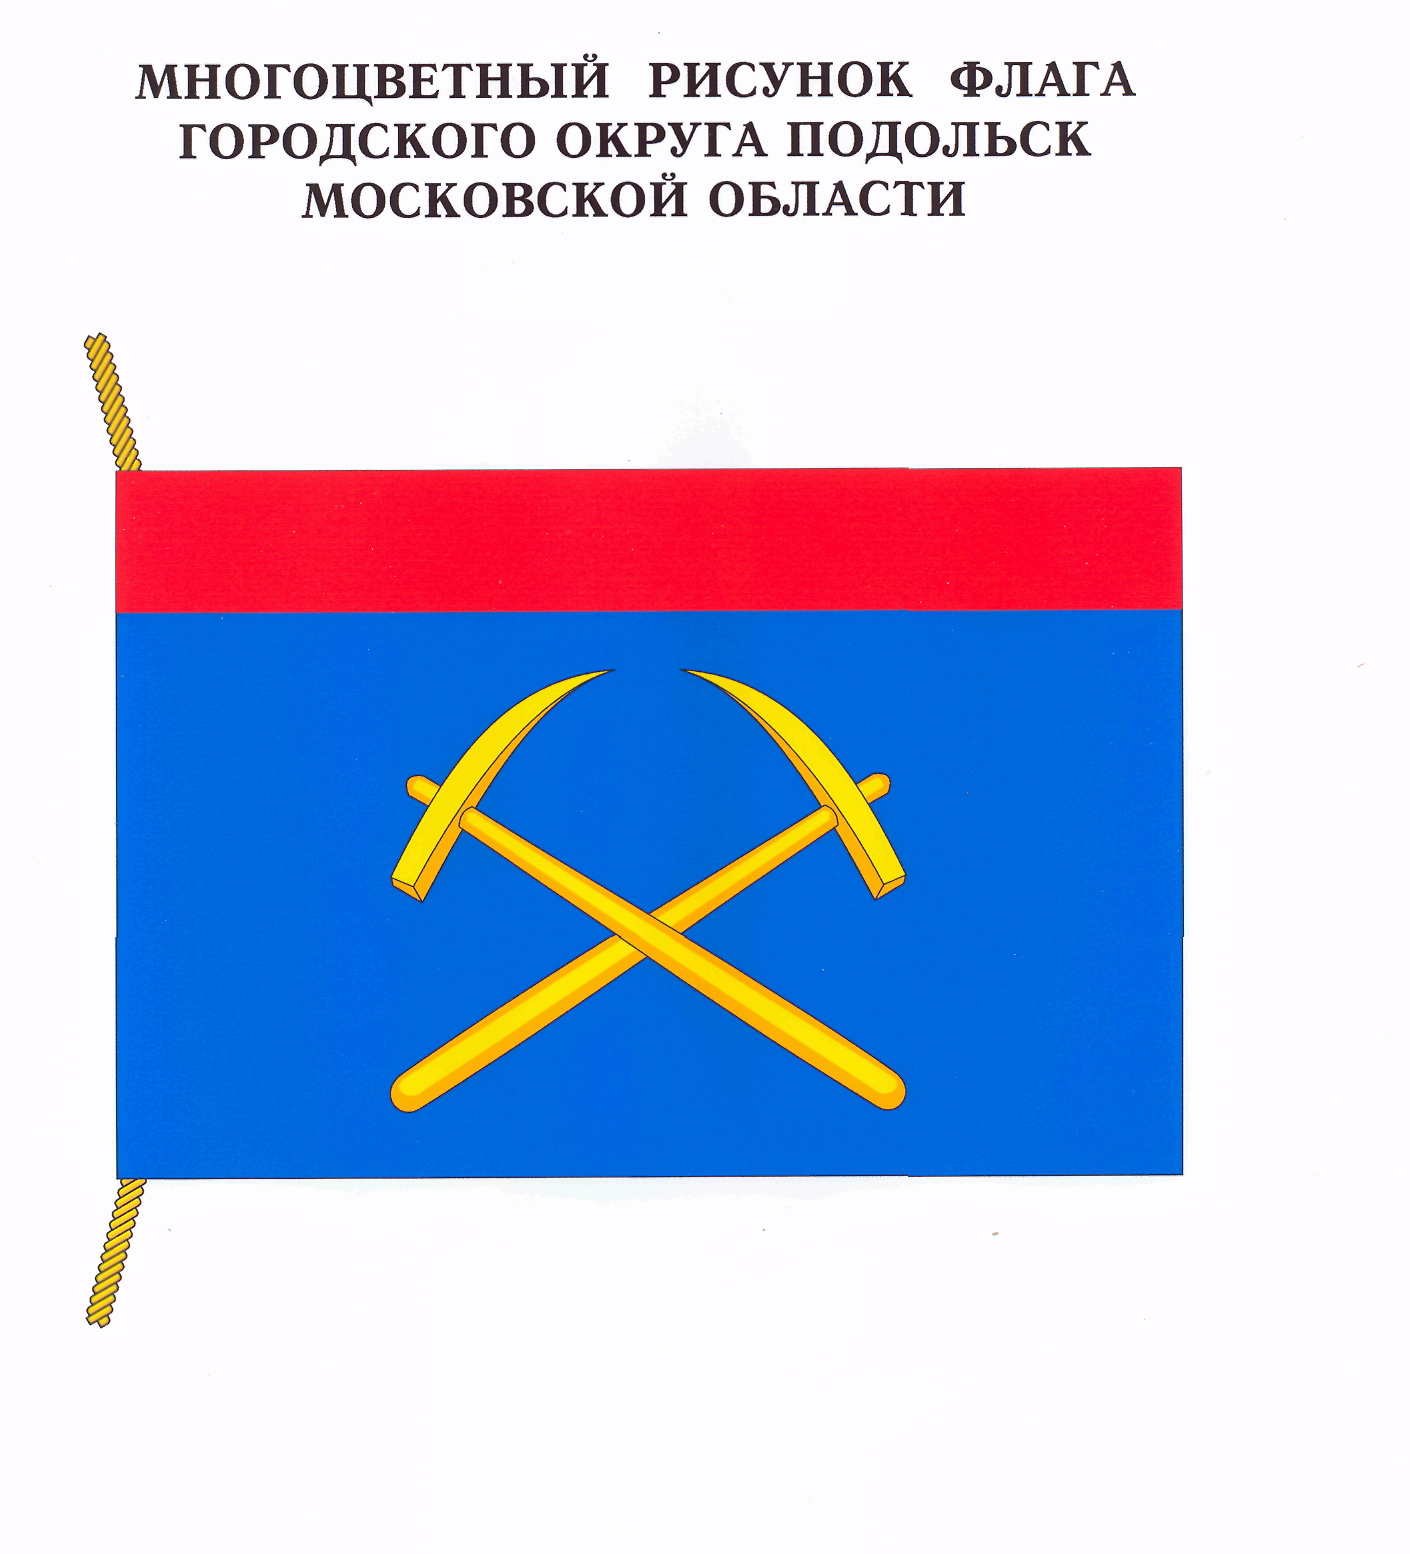 МНОГОЦВЕТНЫЙ РИСУНОК ФЛАГА
ГОРОДСКОГО ОКРУГА ПОДОЛЬСК
МОСКОВСКОЙ ОБЛАСТИ